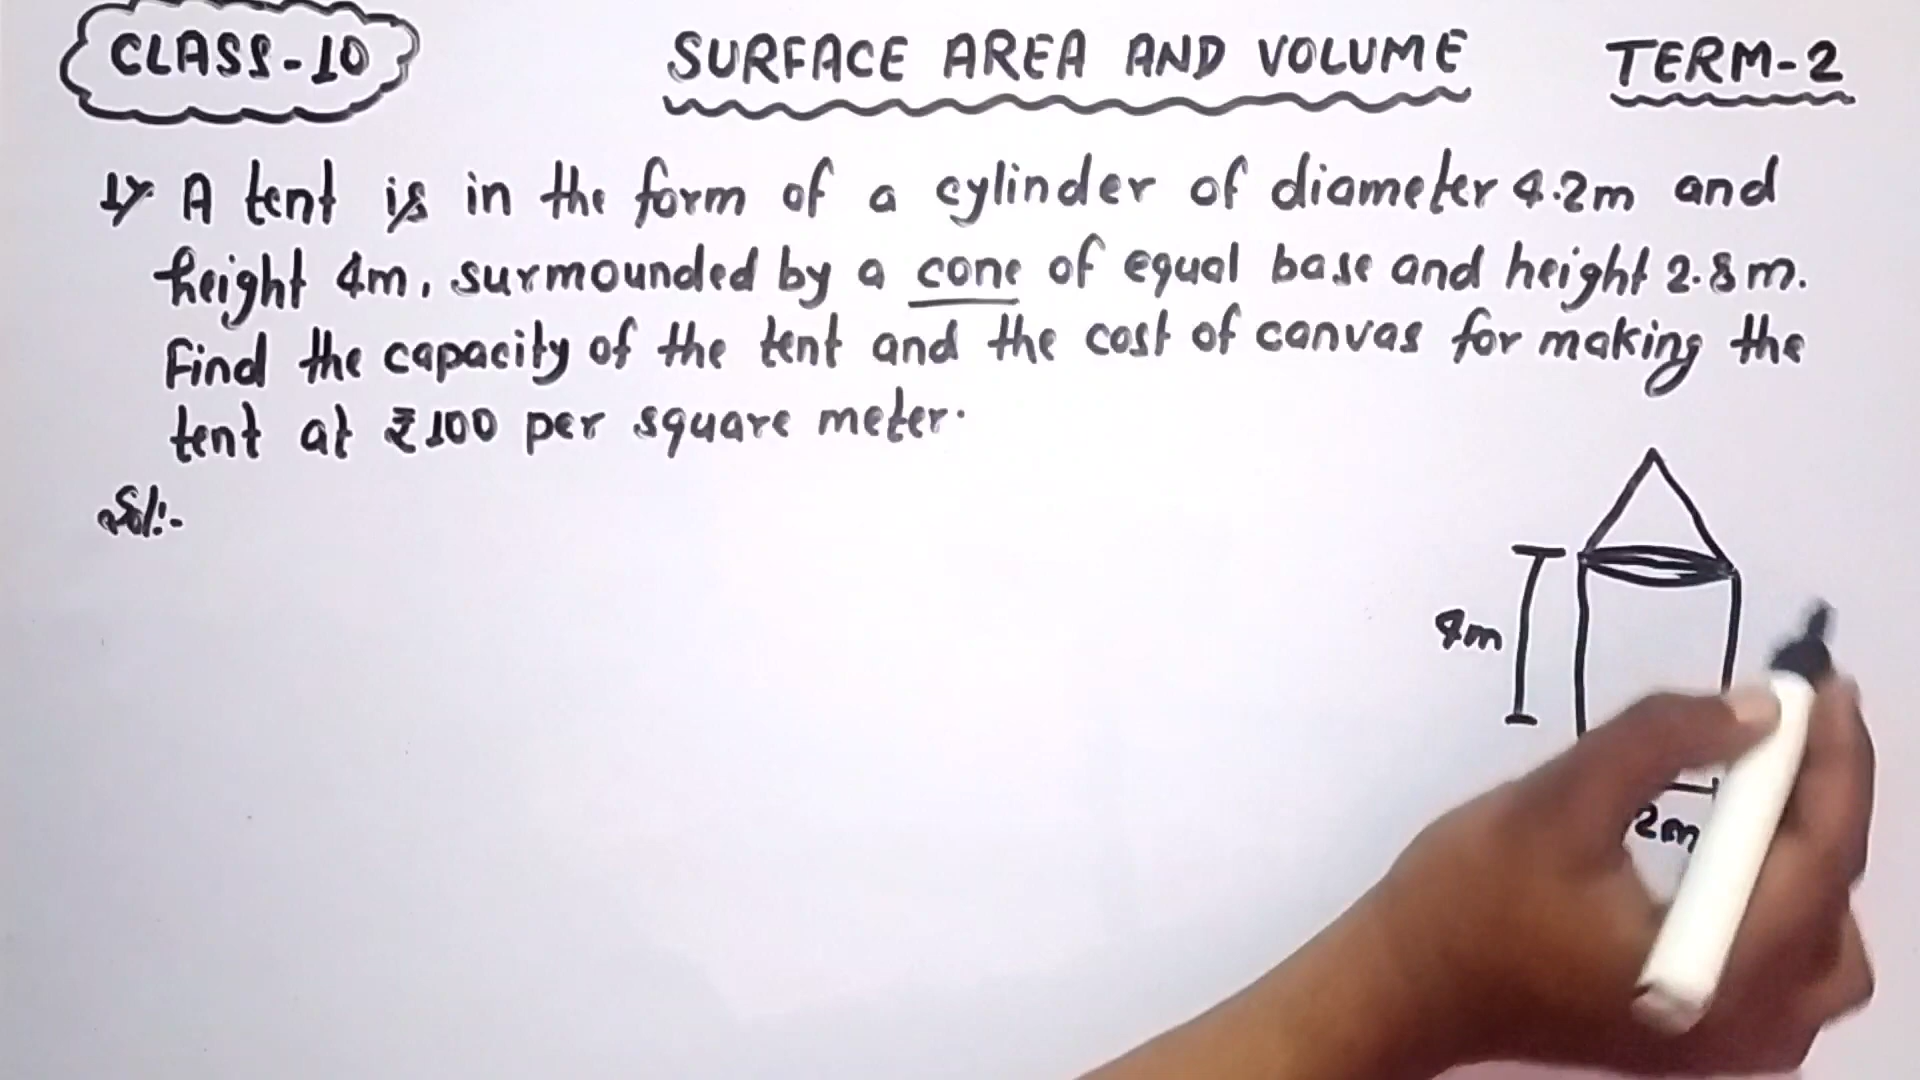 CLASS-10
SURFACE AREA AND VOLUME
TERM-2
1) A tent is in the form of a cylinder of diameter 4.2m and
height 4m, surmounded by a cone of equal base and height 2.8m.
Find the capacity of the tent and the cost of canvas for making the
tent at ₹100 per square meter.
Sol:-
4m
2m